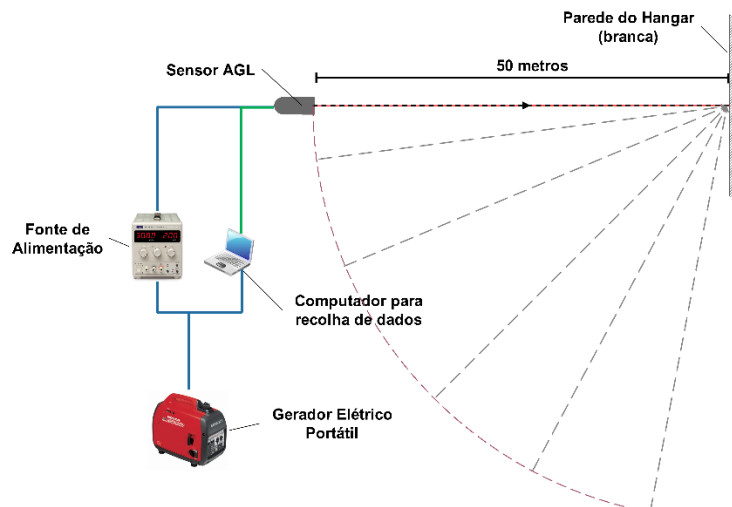 Parede do Hangar
(branca)
50 metros
Sensor AGL
Fonte de
Alimentação
Computador para
recolha de dados
Gerador Elétrico
Portátil